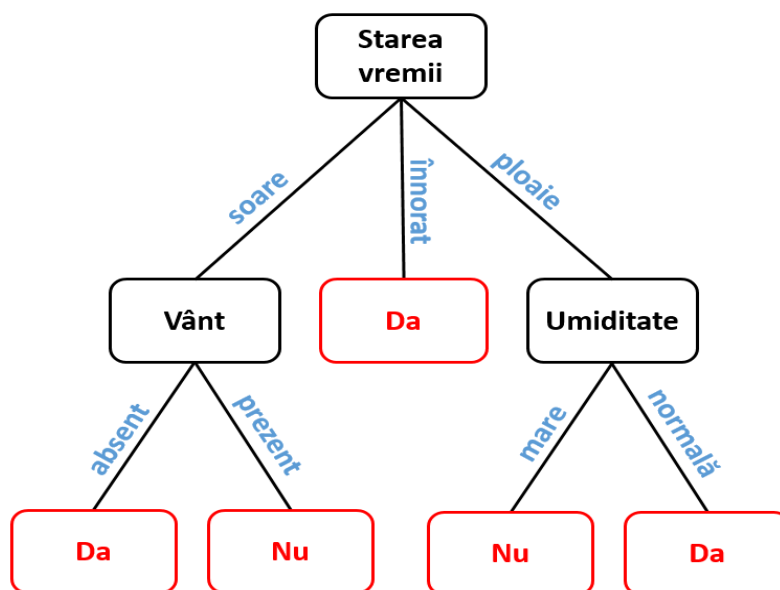 Starea
vremii
soare
înnorat
ploaie
Vânt
Da
Umiditate
absent
prezent
mare
normală
Da
Nu
Nu
Da